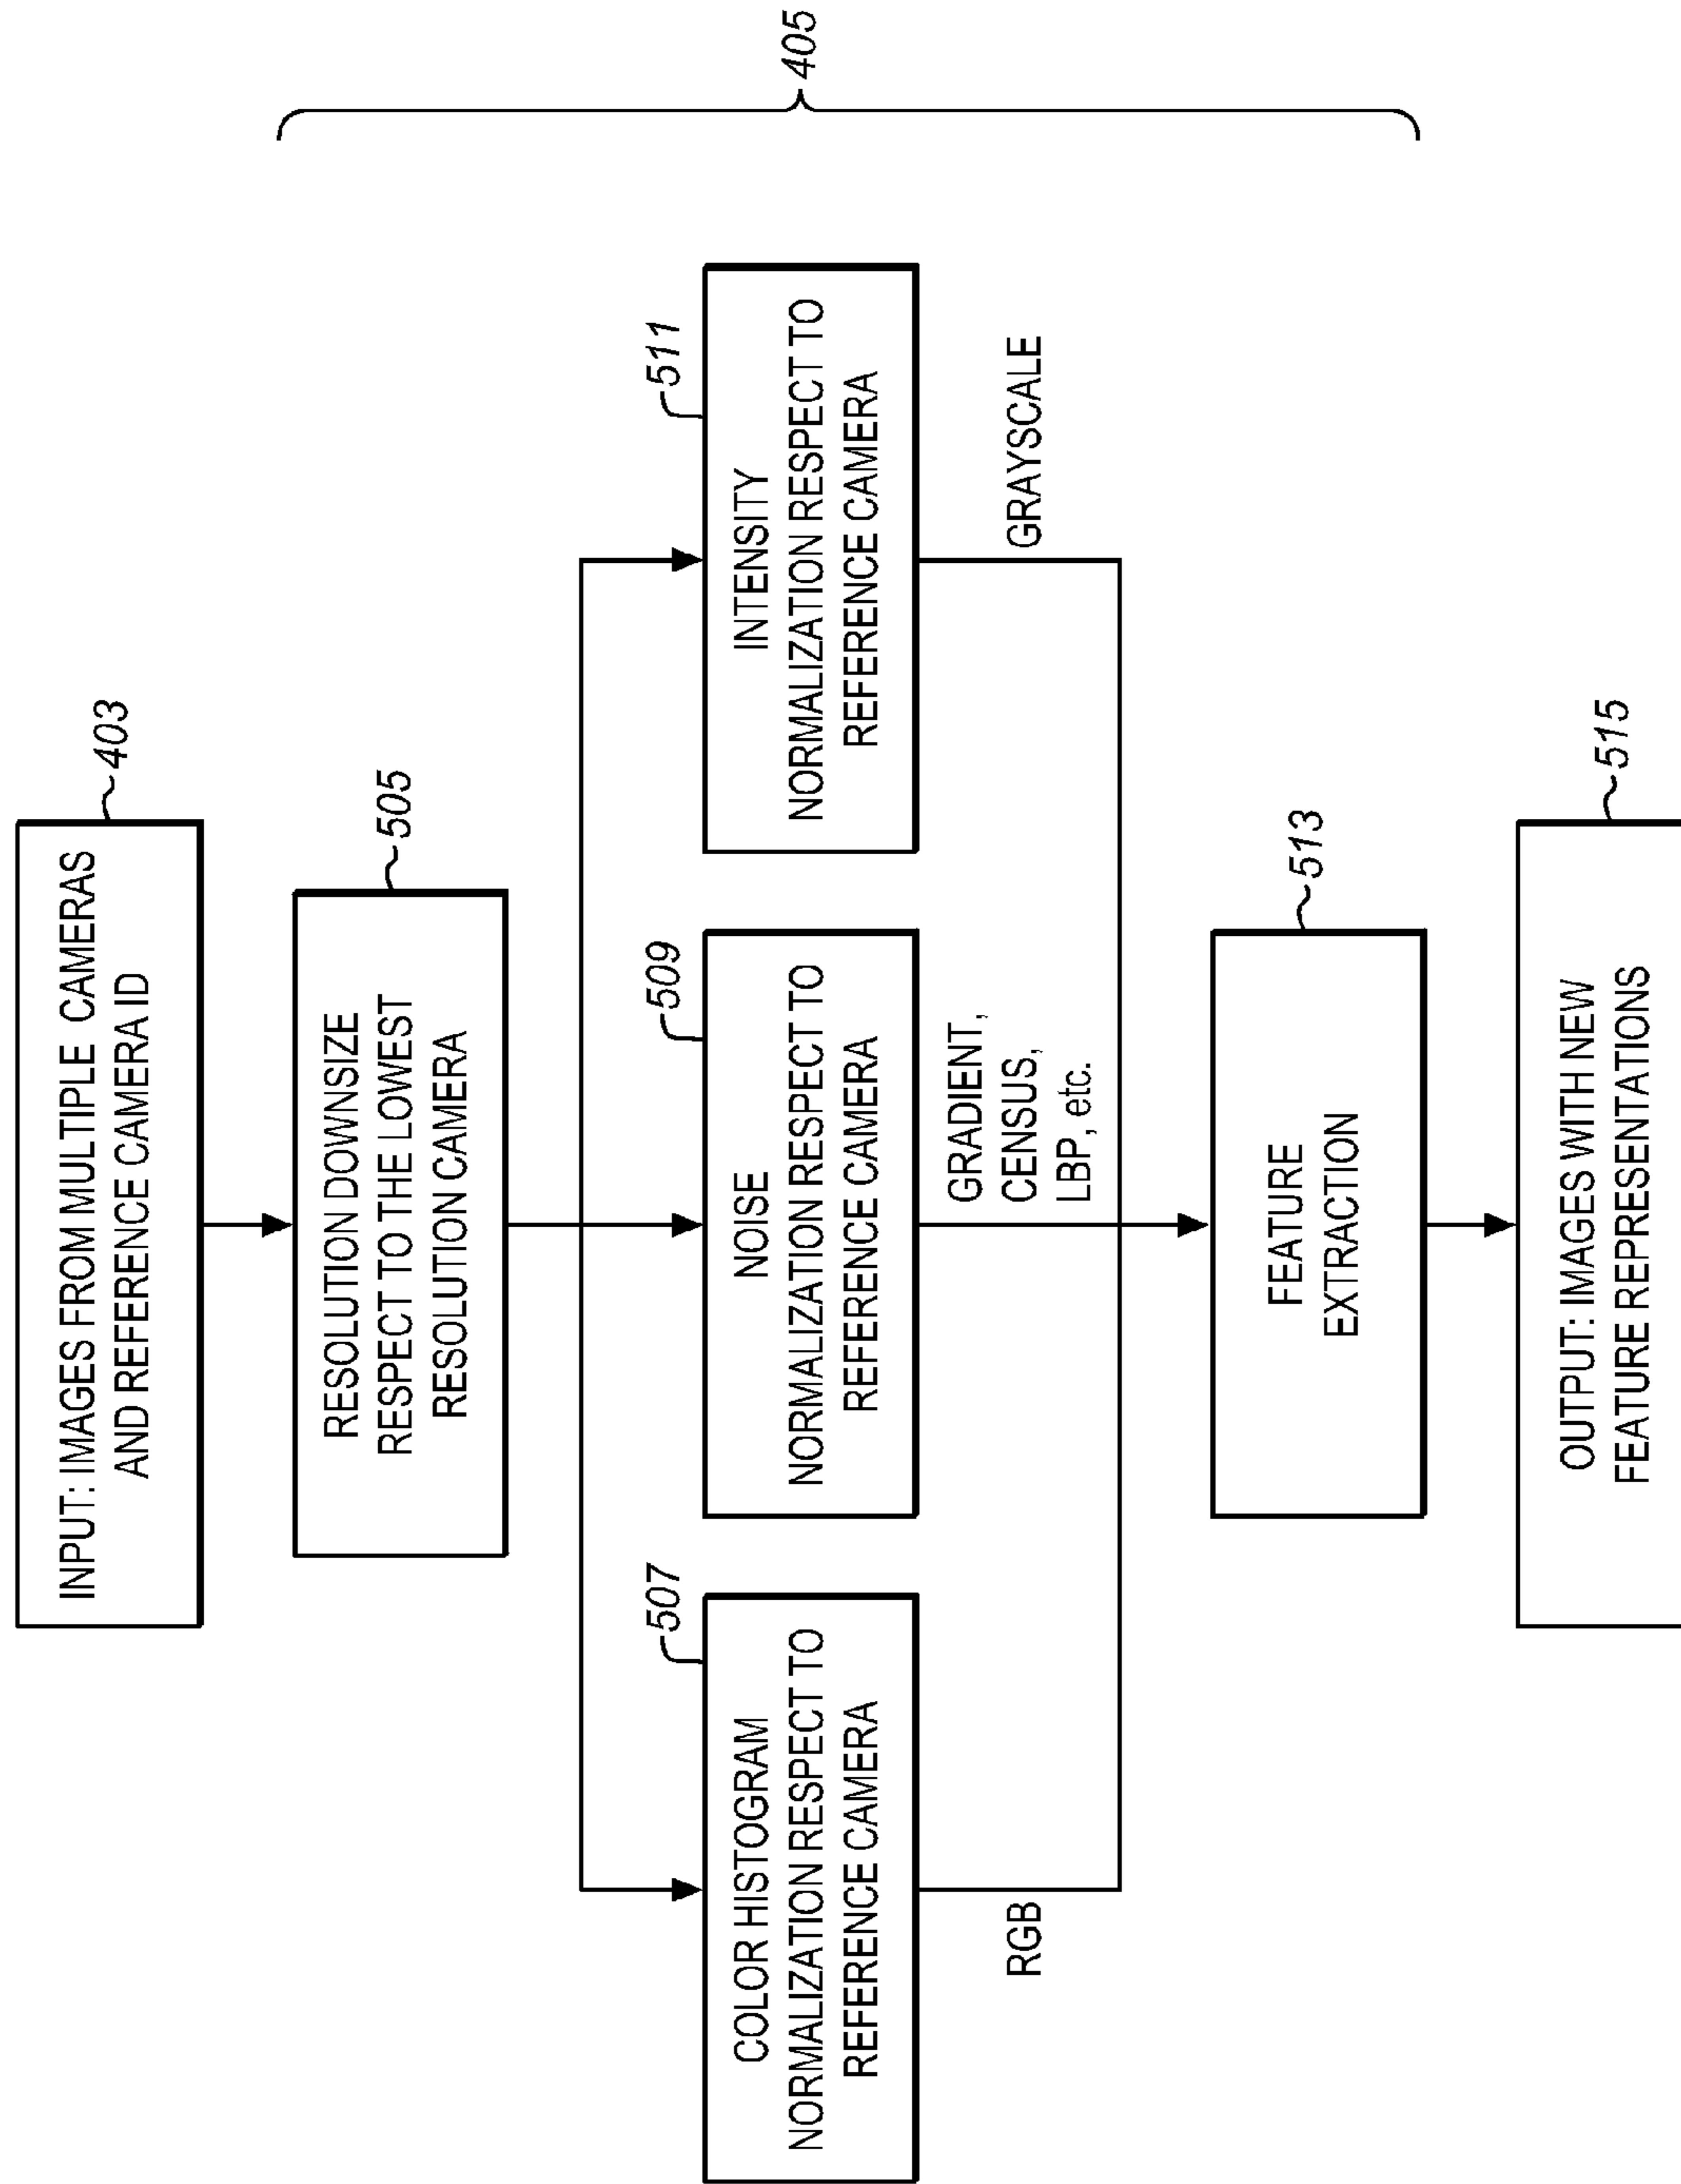 INPUT: IMAGES FROM MULTIPLE CAMERAS
AND REFERENCE CAMERA ID
403
RESOLUTION DOWNSIZE
RESPECT TO THE LOWEST
RESOLUTION CAMERA
505
405
507
COLOR HISTOGRAM
NORMALIZATION RESPECT TO
REFERENCE CAMERA
509
NOISE
NORMALIZATION RESPECT TO
REFERENCE CAMERA
511
INTENSITY
NORMALIZATION RESPECT TO
REFERENCE CAMERA
RGB
GRADIENT,
CENSUS,
LBP, etc.
GRAYSCALE
FEATURE
EXTRACTION
513
OUTPUT: IMAGES WITH NEW
FEATURE REPRESENTATIONS
515